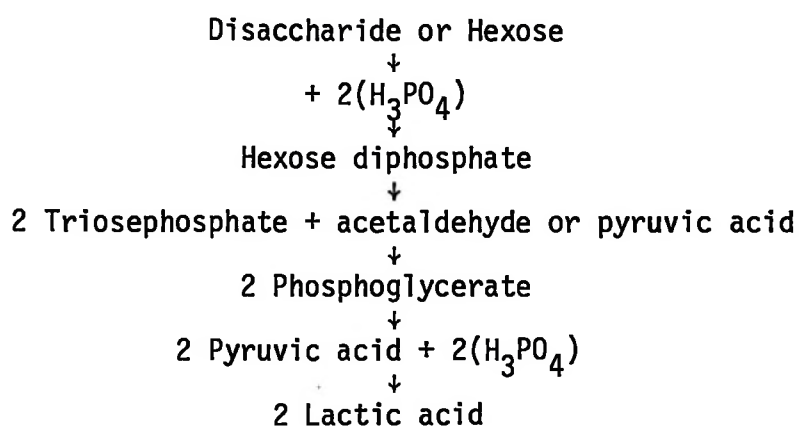 Disaccharide or Hexose
↓
+ 2(H₃PO₄)
↓
Hexose diphosphate
↓
2 Triosephosphate + acetaldehyde or pyruvic acid
↓
2 Phosphoglycerate
↓
2 Pyruvic acid + 2(H₃PO₄)
↓
2 Lactic acid